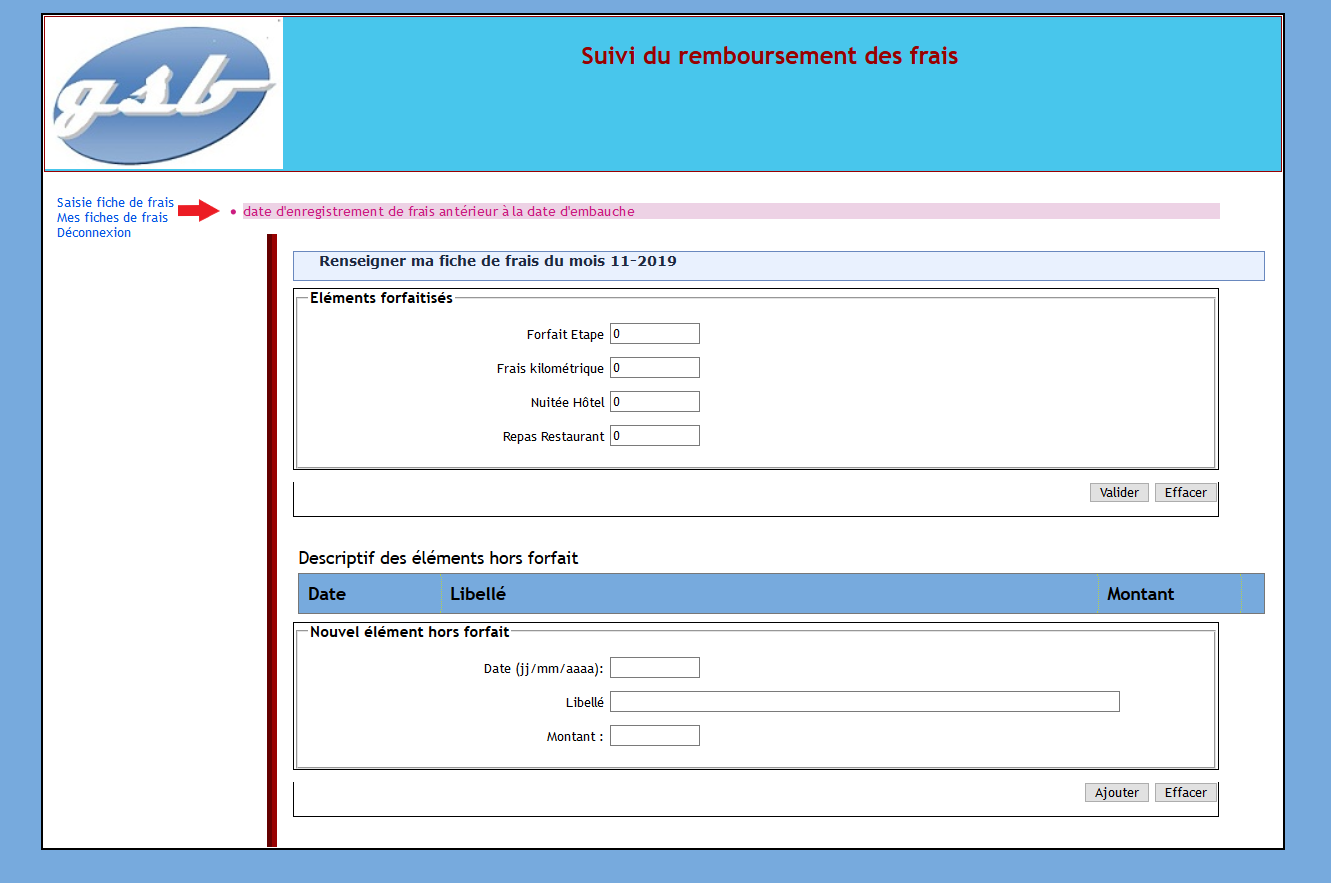 gsb
Suivi du remboursement des frais
Saisie fiche de frais
Mes fiches de frais
Déconnexion
• date d'enregistrement de frais antérieur à la date d'embauche
Renseigner ma fiche de frais du mois 11-2019
Eléments forfaitisés
Forfait Etape 0
Frais kilométrique 0
Nuitée Hôtel 0
Repas Restaurant 0
Valider Effacer
Descriptif des éléments hors forfait
Date Libellé Montant
Nouvel élément hors forfait
Date (jj/mm/aaaa):
Libellé
Montant :
Ajouter Effacer